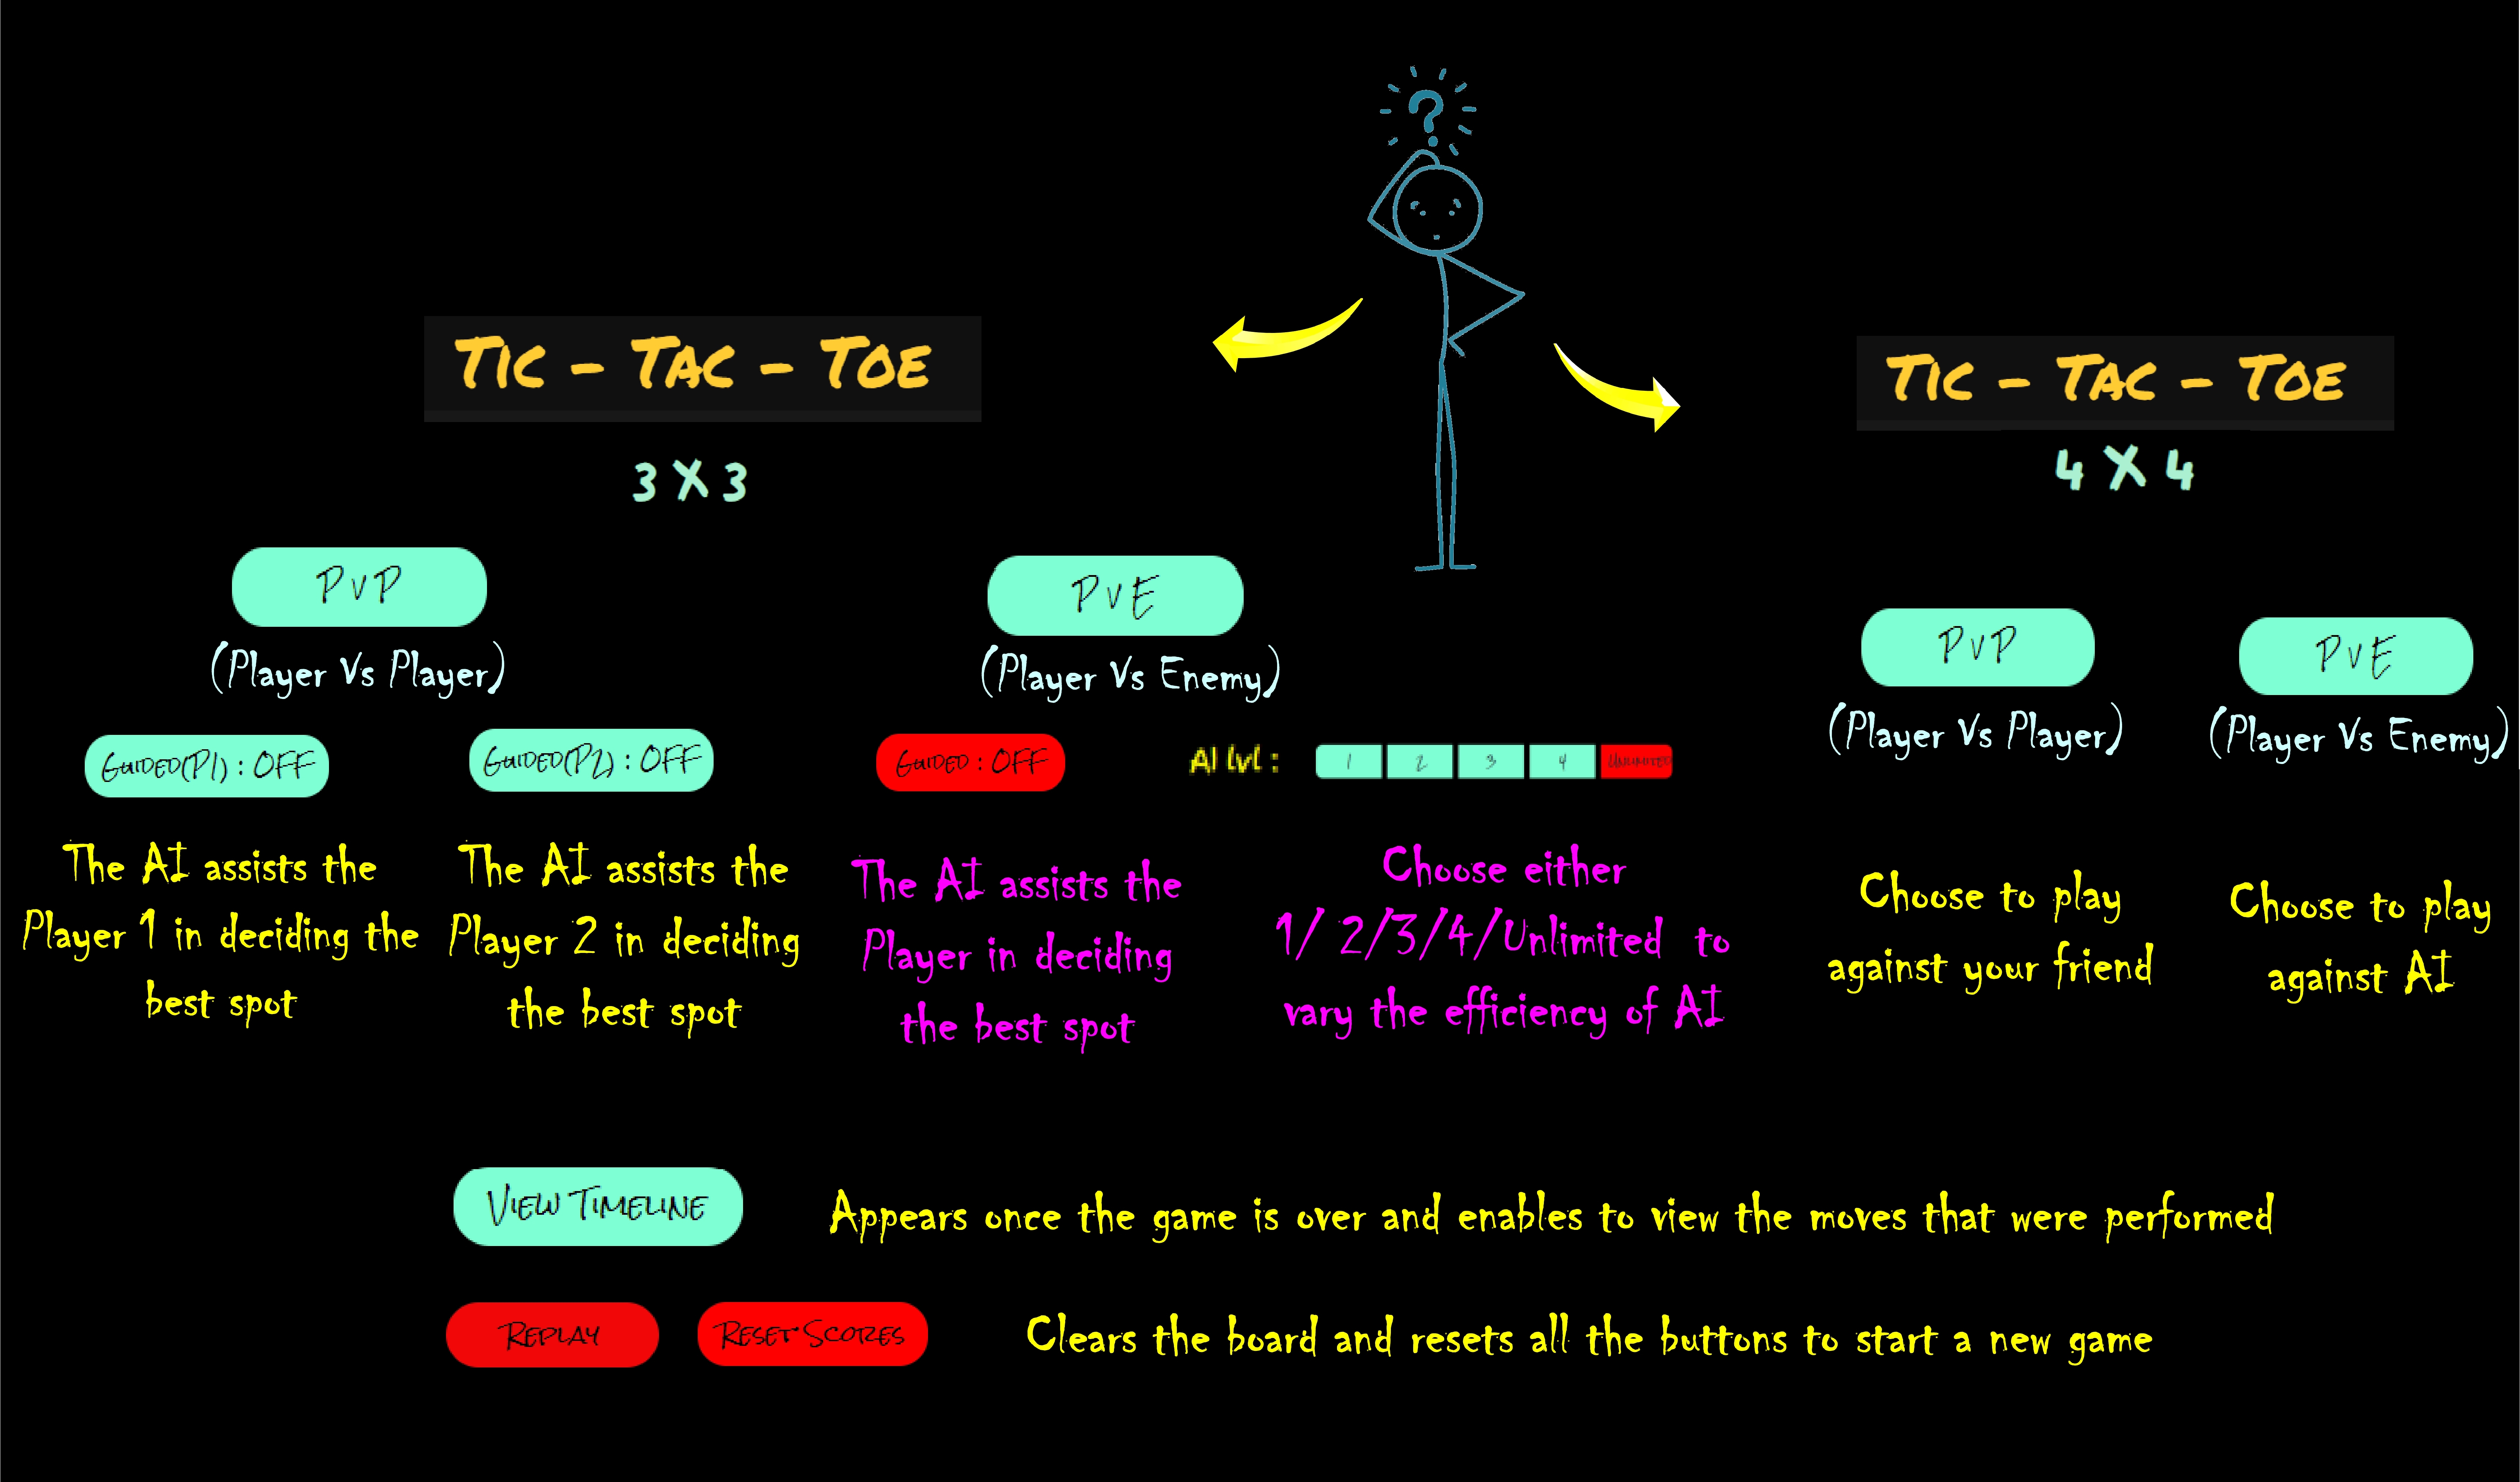 ?
TIC - TAC - TOE
3 X 3
PVP
(Player Vs Player)
GUIDED(P1) : OFF
The AI assists the
Player 1 in deciding the
best spot
GUIDED(P2) : OFF
The AI assists the
Player 2 in deciding
the best spot
PVE
(Player Vs Enemy)
GUIDED : OFF
The AI assists the
Player in deciding
the best spot
AI lvl : 1 2 3 4 UNLIMITED
Choose either
1/ 2/3/4/Unlimited to
vary the efficiency of AI
TIC - TAC - TOE
4 X 4
PVP
(Player Vs Player)
Choose to play
against your friend
PVE
(Player Vs Enemy)
Choose to play
against AI
VIEW TIMELINE
Appears once the game is over and enables to view the moves that were performed
REPLAY RESET SCORES
Clears the board and resets all the buttons to start a new game